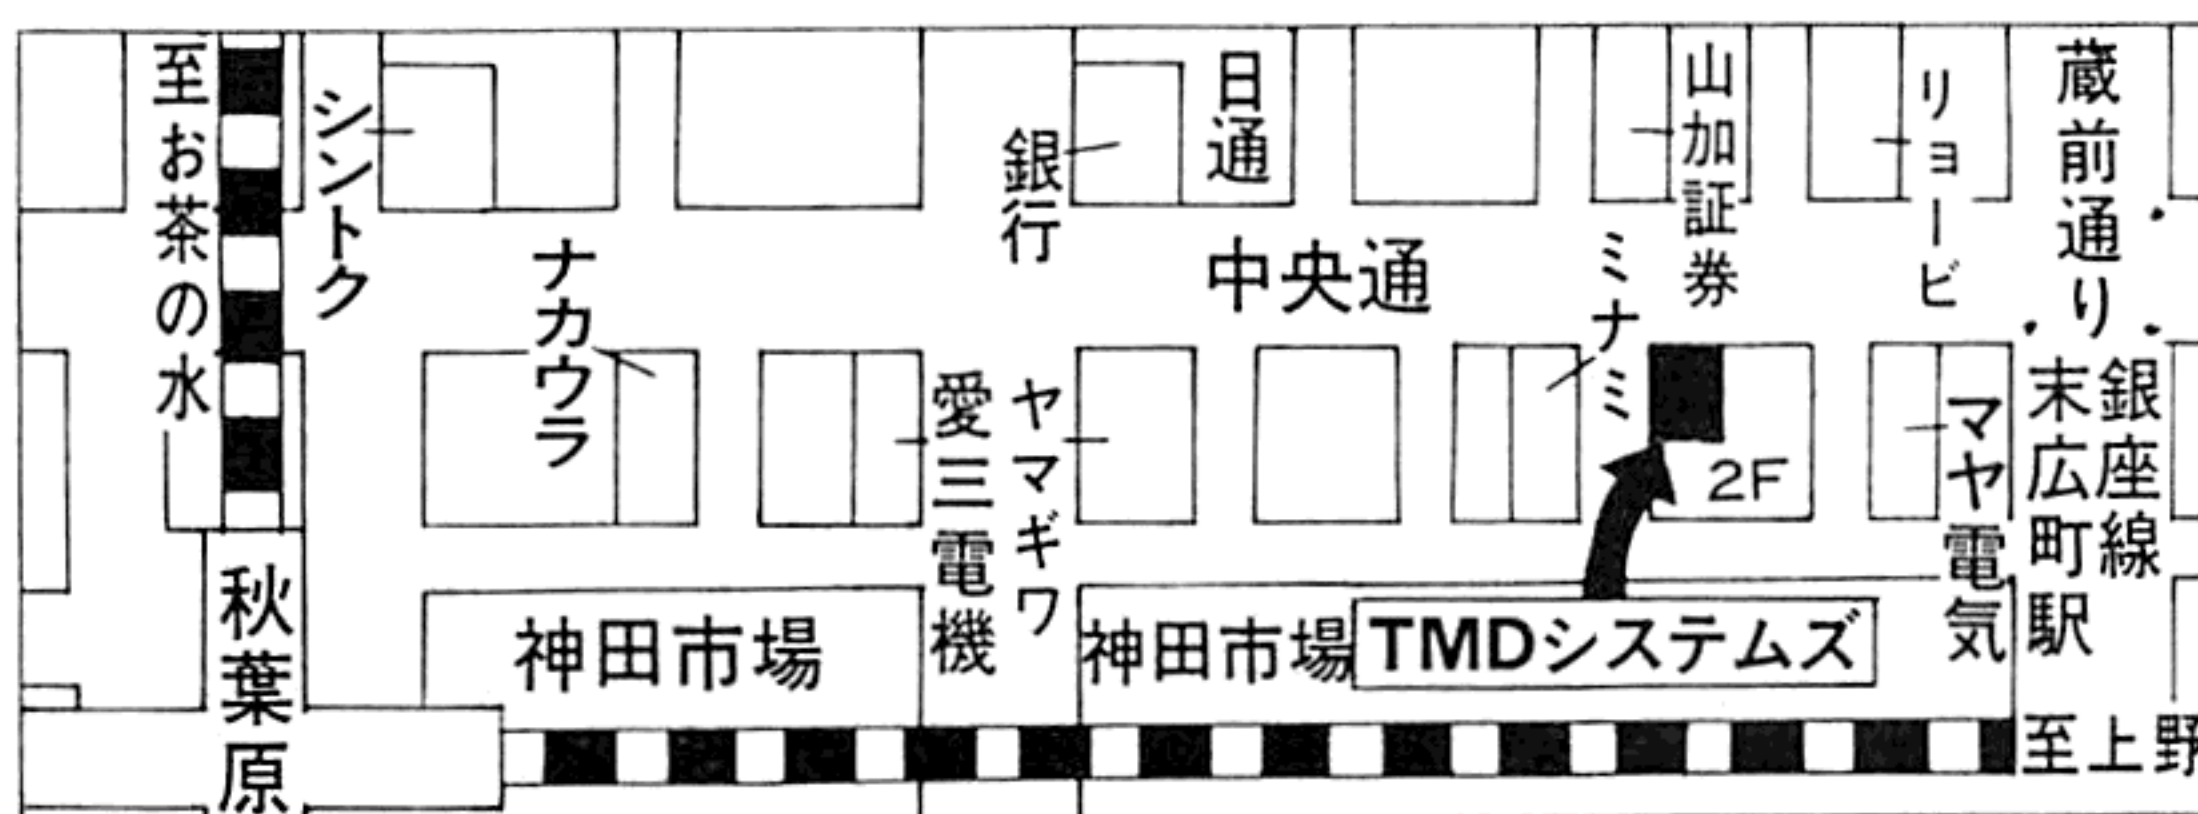 至お茶の水
シントク
ナカウラ
銀行
日通
中央通
山加証券
ミナミ
リョービ
蔵前通り
愛三電機
ヤマギワ
2F
マヤ電気
銀座線
末広町駅
秋葉原
神田市場
神田市場
TMDシステムズ
至上野